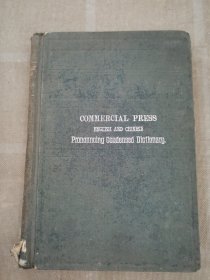 COMMERCIAL PRESS
ENGLISH AND CHINESE
Pronouncing Condensed Dictionary.